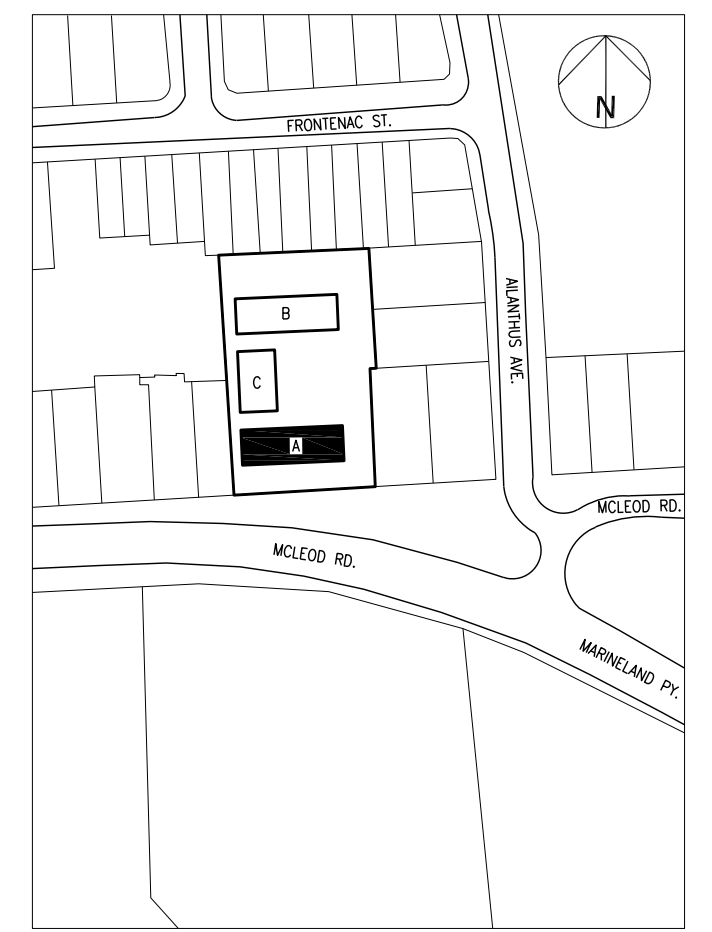 N
FRONTENAC ST.
AILANTHUS AVE.
B
C
A
MCLEOD RD.
MCLEOD RD.
MARINELAND PY.